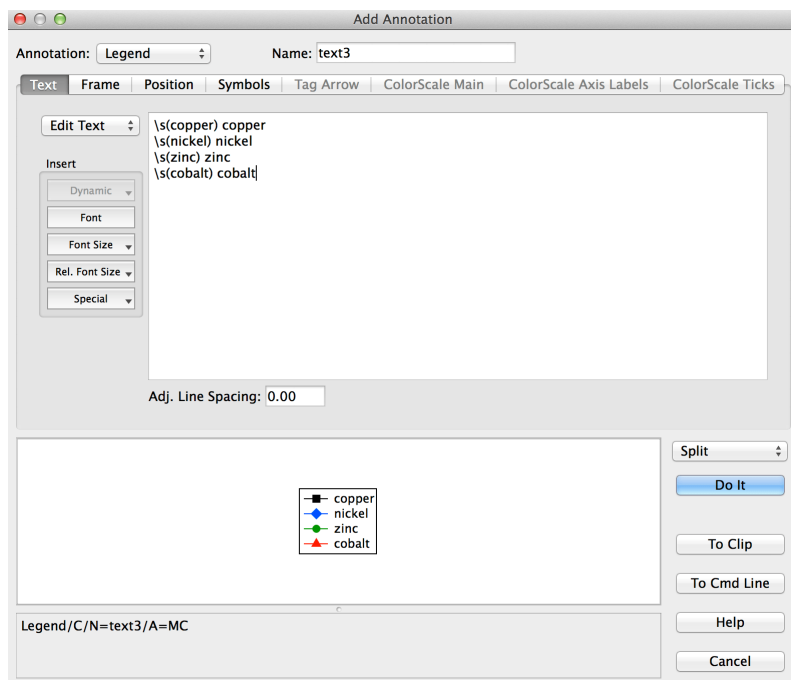 Add Annotation
Annotation: Legend Name: text3
Text Frame Position Symbols Tag Arrow ColorScale Main ColorScale Axis Labels ColorScale Ticks
Edit Text
Insert
Dynamic
Font
Font Size
Rel. Font Size
Special
\s(copper) copper
\s(nickel) nickel
\s(zinc) zinc
\s(cobalt) cobalt
Adj. Line Spacing: 0.00
copper
nickel
zinc
cobalt
Legend/C/N=text3/A=MC
Split
Do It
To Clip
To Cmd Line
Help
Cancel